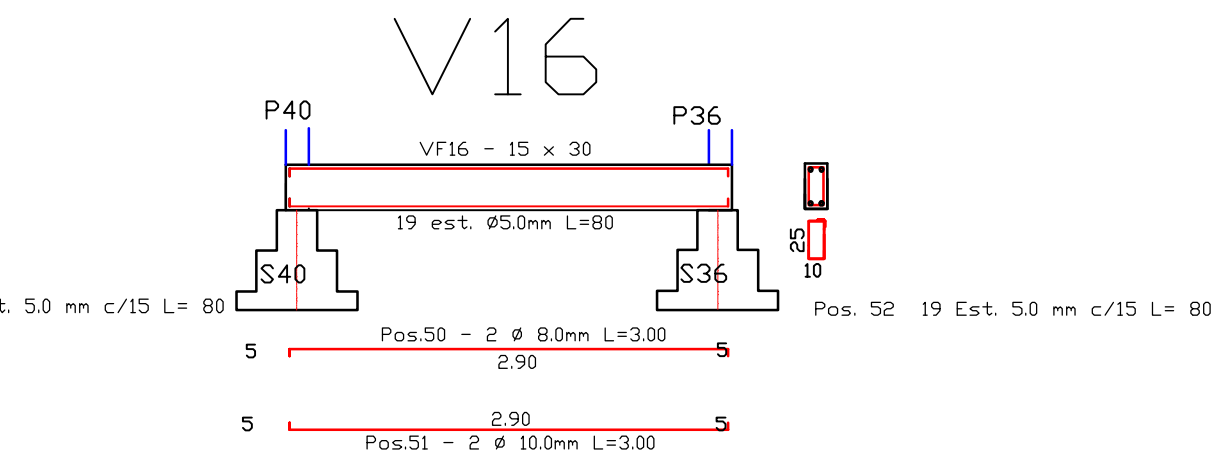 V16
P40
P36
VF16 - 15 x 30
19 est. Ø5.0mm L=80
25
10
S40
S36
t. 5.0 mm c/15 L= 80
Pos. 52 19 Est. 5.0 mm c/15 L= 80
Pos.50 - 2 Ø 8.0mm L=3.00
5
5
2.90
2.90
5
5
Pos.51 - 2 Ø 10.0mm L=3.00